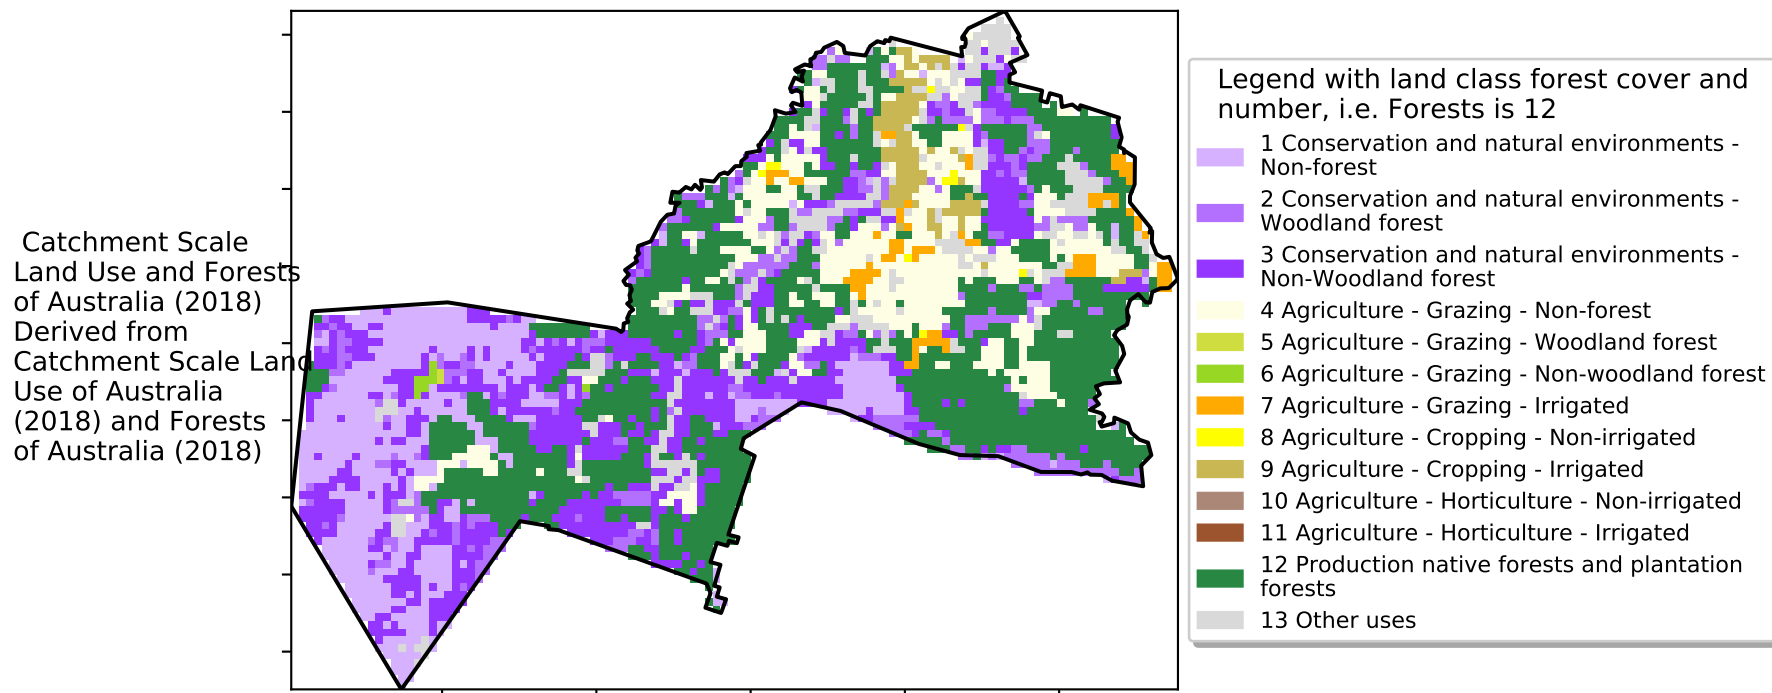 Catchment Scale
Land Use and Forests
of Australia (2018)
Derived from
Catchment Scale Land
Use of Australia
(2018) and Forests
of Australia (2018)
Legend with land class forest cover and
number, i.e. Forests is 12
1 Conservation and natural environments -
Non-forest
2 Conservation and natural environments -
Woodland forest
3 Conservation and natural environments -
Non-Woodland forest
4 Agriculture - Grazing - Non-forest
5 Agriculture - Grazing - Woodland forest
6 Agriculture - Grazing - Non-woodland forest
7 Agriculture - Grazing - Irrigated
8 Agriculture - Cropping - Non-irrigated
9 Agriculture - Cropping - Irrigated
10 Agriculture - Horticulture - Non-irrigated
11 Agriculture - Horticulture - Irrigated
12 Production native forests and plantation
forests
13 Other uses